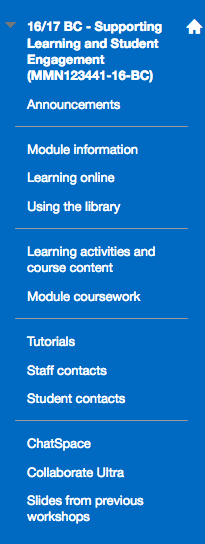 16/17 BC - Supporting
Learning and Student
Engagement
(MMN123441-16-BC)
Announcements
Module information
Learning online
Using the library
Learning activities and
course content
Module coursework
Tutorials
Staff contacts
Student contacts
ChatSpace
Collaborate Ultra
Slides from previous
workshops